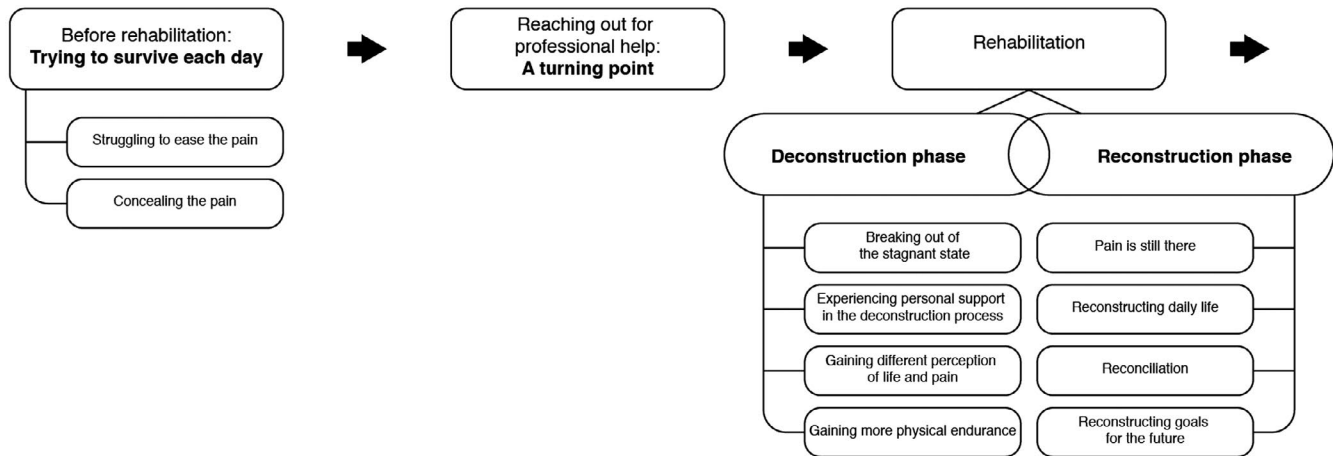 Before rehabilitation:
Trying to survive each day
Struggling to ease the pain
Concealing the pain
Reaching out for
professional help:
A turning point
Rehabilitation
Deconstruction phase
Breaking out of
the stagnant state
Experiencing personal support
in the deconstruction process
Gaining different perception
of life and pain
Gaining more physical endurance
Reconstruction phase
Pain is still there
Reconstructing daily life
Reconciliation
Reconstructing goals
for the future